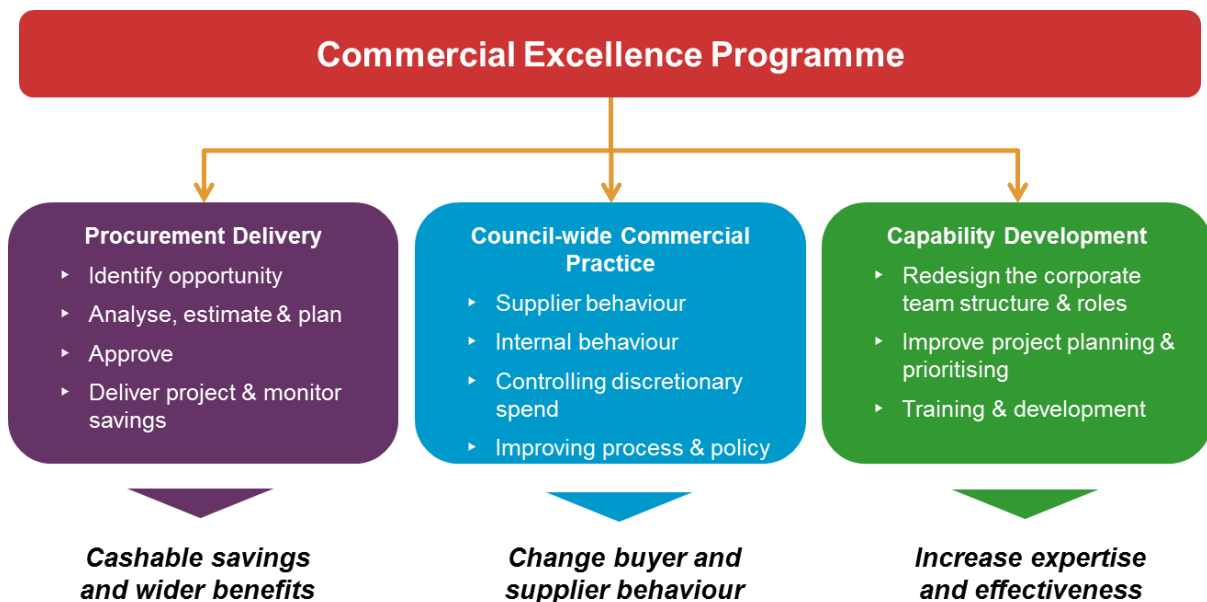 Commercial Excellence Programme
Procurement Delivery
‣ Identify opportunity
‣ Analyse, estimate & plan
‣ Approve
‣ Deliver project & monitor
savings
Council-wide Commercial
Practice
‣ Supplier behaviour
‣ Internal behaviour
‣ Controlling discretionary
spend
‣ Improving process & policy
Capability Development
‣ Redesign the corporate
team structure & roles
‣ Improve project planning &
prioritising
‣ Training & development
Cashable savings
and wider benefits
Change buyer and
supplier behaviour
Increase expertise
and effectiveness